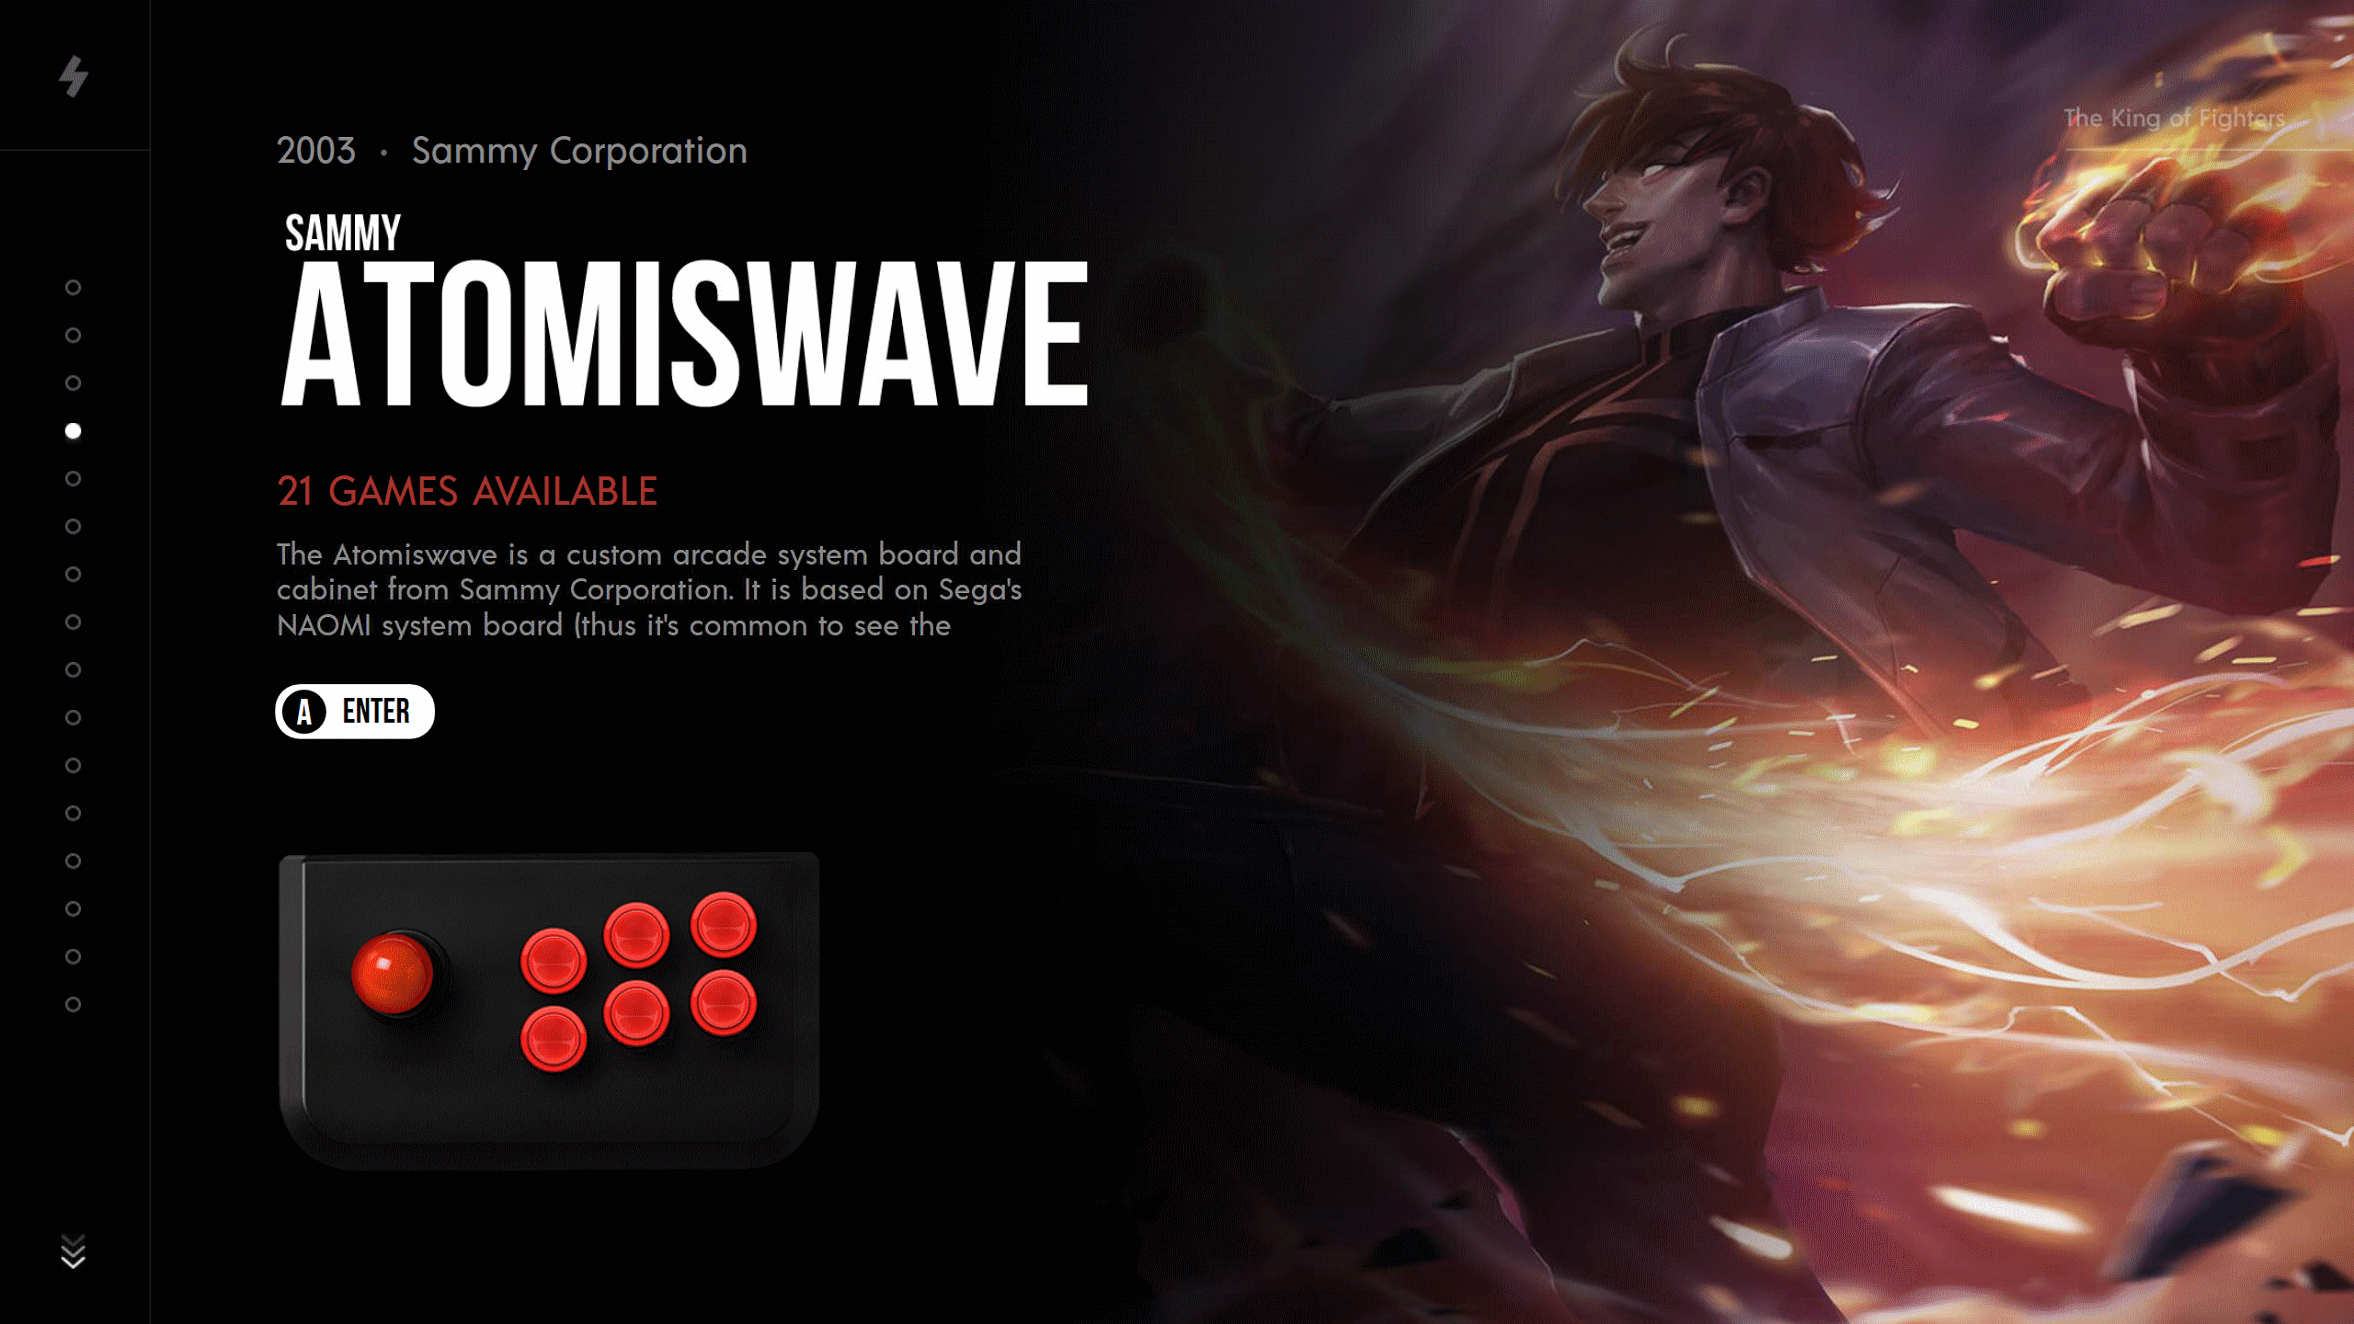 2003 · Sammy Corporation
The King of Fighters
SAMMY
ATOMISWAVE
21 GAMES AVAILABLE
The Atomiswave is a custom arcade system board and
cabinet from Sammy Corporation. It is based on Sega's
NAOMI system board (thus it's common to see the
A ENTER